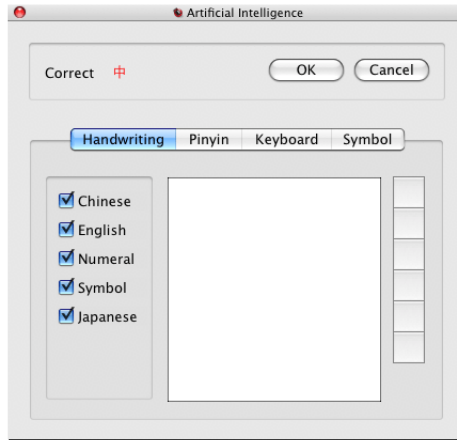 Artificial Intelligence
Correct 中 OK Cancel
Handwriting Pinyin Keyboard Symbol
Chinese
English
Numeral
Symbol
Japanese